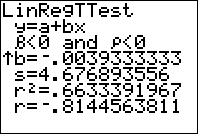 LinRegTTest
y=a+bx
β<0 and ρ<0
↑b=-.0039333333
s=4.676893556
r²=.6633391967
r=-.8144563811